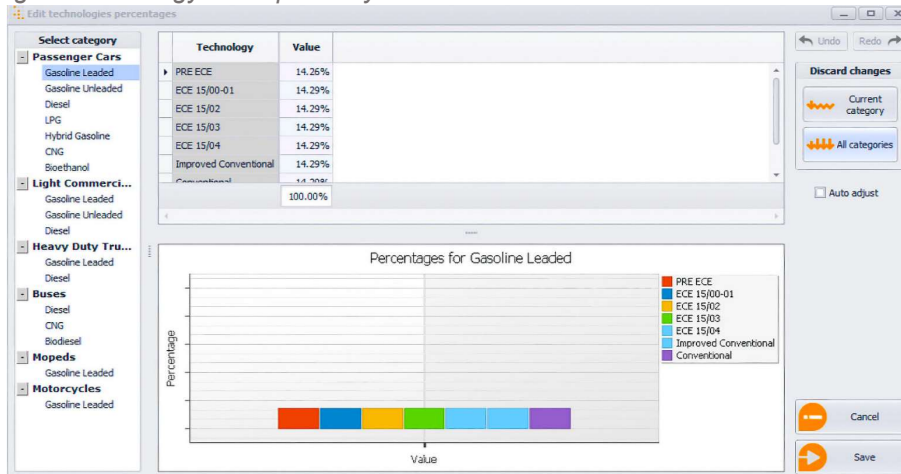 Edit technologies percentages
Select category
Passenger Cars
Gasoline Leaded
Gasoline Unleaded
Diesel
LPG
Hybrid Gasoline
CNG
Bioethanol
Light Commerci...
Gasoline Leaded
Gasoline Unleaded
Diesel
Heavy Duty Tru...
Gasoline Leaded
Diesel
Buses
Diesel
CNG
Biodiesel
Mopeds
Gasoline Leaded
Motorcycles
Gasoline Leaded
Technology Value
PRE ECE 14.26%
ECE 15/00-01 14.29%
ECE 15/02 14.29%
ECE 15/03 14.29%
ECE 15/04 14.29%
Improved Conventional 14.29%
Conventional 14.29%
100.00%
Percentages for Gasoline Leaded
Percentage
Value
PRE ECE
ECE 15/00-01
ECE 15/02
ECE 15/03
ECE 15/04
Improved Conventional
Conventional
Undo Redo
Discard changes
Current
category
All categories
Auto adjust
Cancel
Save